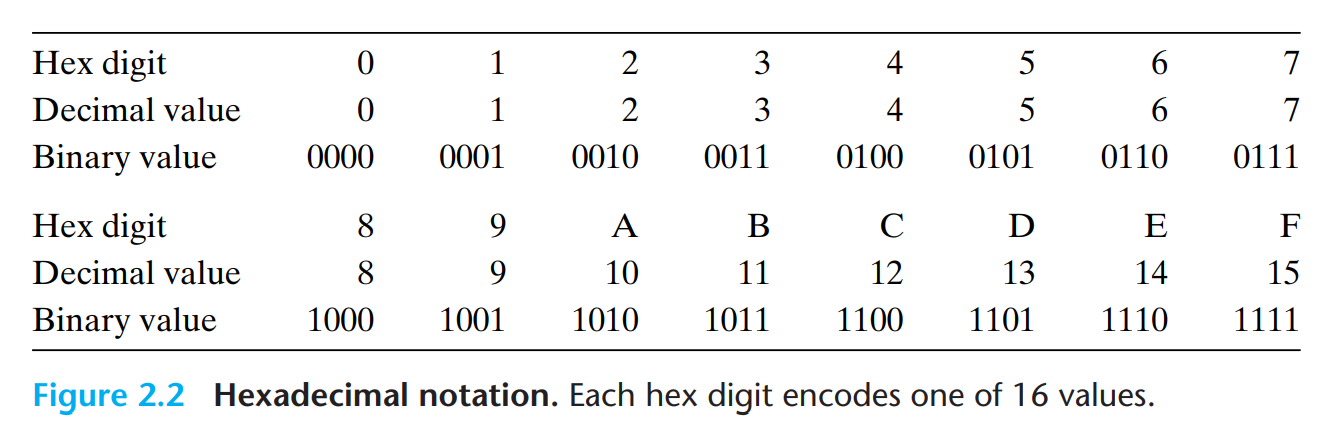 Hex digit 0 1 2 3 4 5 6 7
Decimal value 0 1 2 3 4 5 6 7
Binary value 0000 0001 0010 0011 0100 0101 0110 0111
Hex digit 8 9 A B C D E F
Decimal value 8 9 10 11 12 13 14 15
Binary value 1000 1001 1010 1011 1100 1101 1110 1111
Figure 2.2 Hexadecimal notation. Each hex digit encodes one of 16 values.